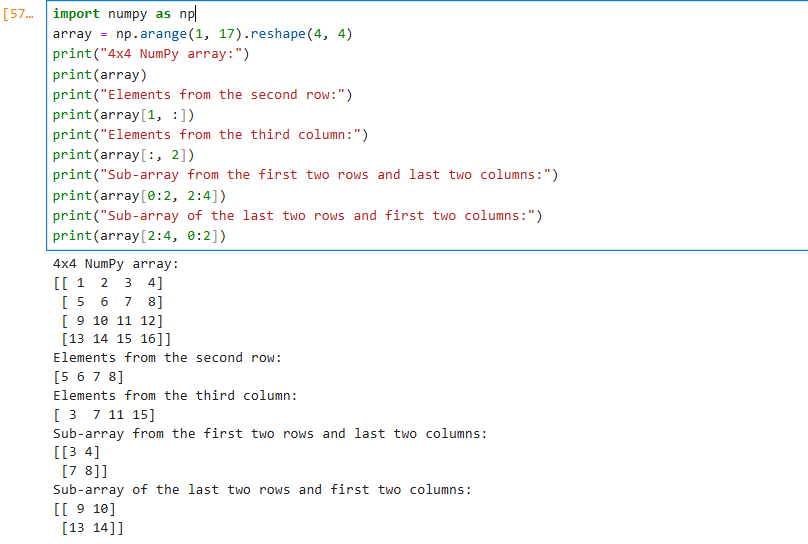 [57…
import numpy as np
array = np.arange(1, 17).reshape(4, 4)
print("4x4 NumPy array:")
print(array)
print("Elements from the second row:")
print(array[1, :])
print("Elements from the third column:")
print(array[:, 2])
print("Sub-array from the first two rows and last two columns:")
print(array[0:2, 2:4])
print("Sub-array of the last two rows and first two columns:")
print(array[2:4, 0:2])
4x4 NumPy array:
[[ 1  2  3  4]
 [ 5  6  7  8]
 [ 9 10 11 12]
 [13 14 15 16]]
Elements from the second row:
[5 6 7 8]
Elements from the third column:
[ 3  7 11 15]
Sub-array from the first two rows and last two columns:
[[3 4]
 [7 8]]
Sub-array of the last two rows and first two columns:
[[ 9 10]
 [13 14]]